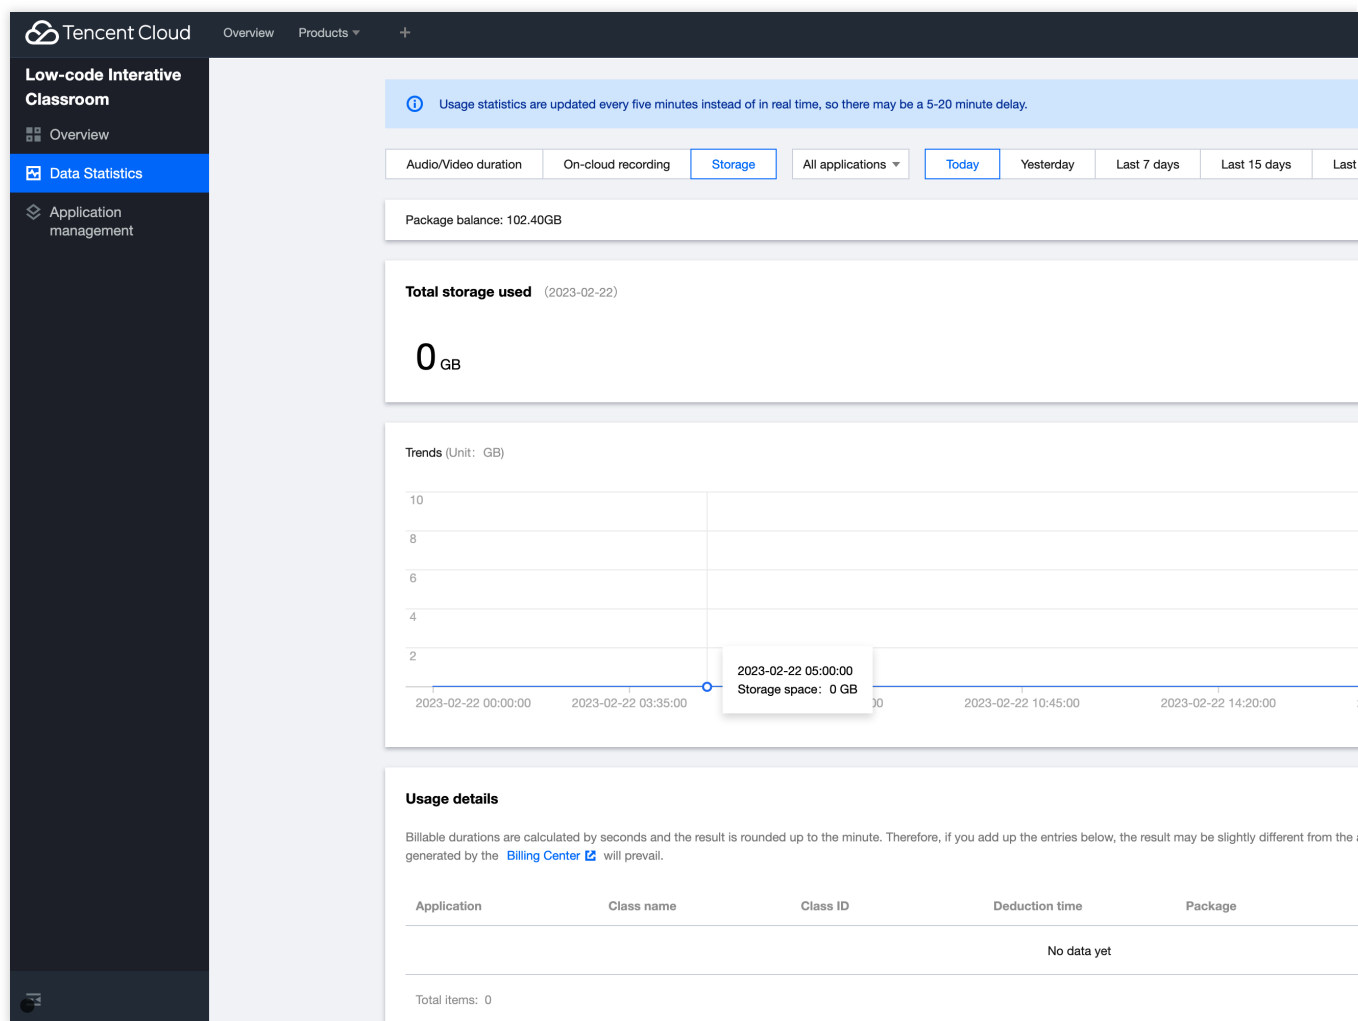 Tencent Cloud
Overview
Products
Low-code Interative
Classroom
Overview
Data Statistics
Application
management
Usage statistics are updated every five minutes instead of in real time, so there may be a 5-20 minute delay.
Audio/Video duration
On-cloud recording
Storage
All applications
Today
Yesterday
Last 7 days
Last 15 days
Last
Package balance: 102.40GB
Total storage used (2023-02-22)
0 GB
Trends (Unit: GB)
10
8
6
4
2
2023-02-22 05:00:00
Storage space: 0 GB
2023-02-22 00:00:00
2023-02-22 03:35:00
2023-02-22 10:45:00
2023-02-22 14:20:00
Usage details
Billable durations are calculated by seconds and the result is rounded up to the minute. Therefore, if you add up the entries below, the result may be slightly different from the
generated by the Billing Center will prevail.
Application
Class name
Class ID
Deduction time
Package
No data yet
Total items: 0